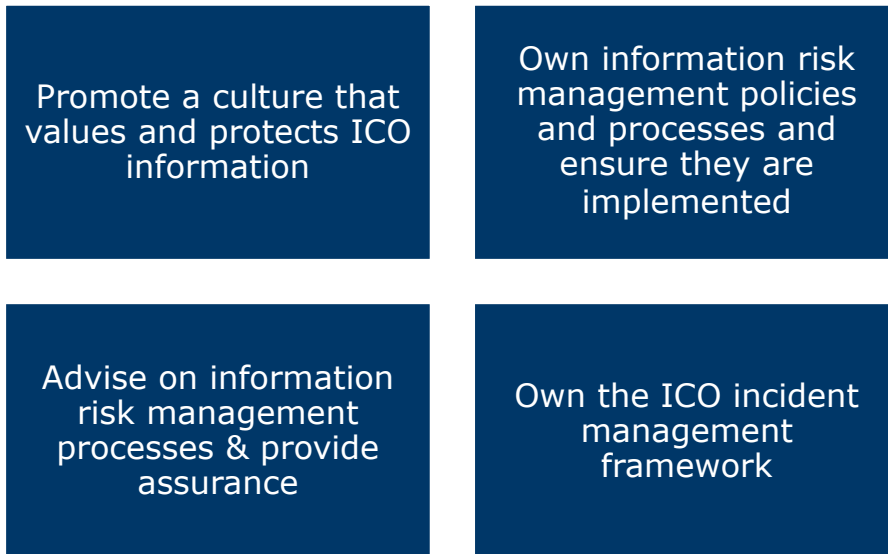 Promote a culture that
values and protects ICO
information
Own information risk
management policies
and processes and
ensure they are
implemented
Advise on information
risk management
processes & provide
assurance
Own the ICO incident
management
framework